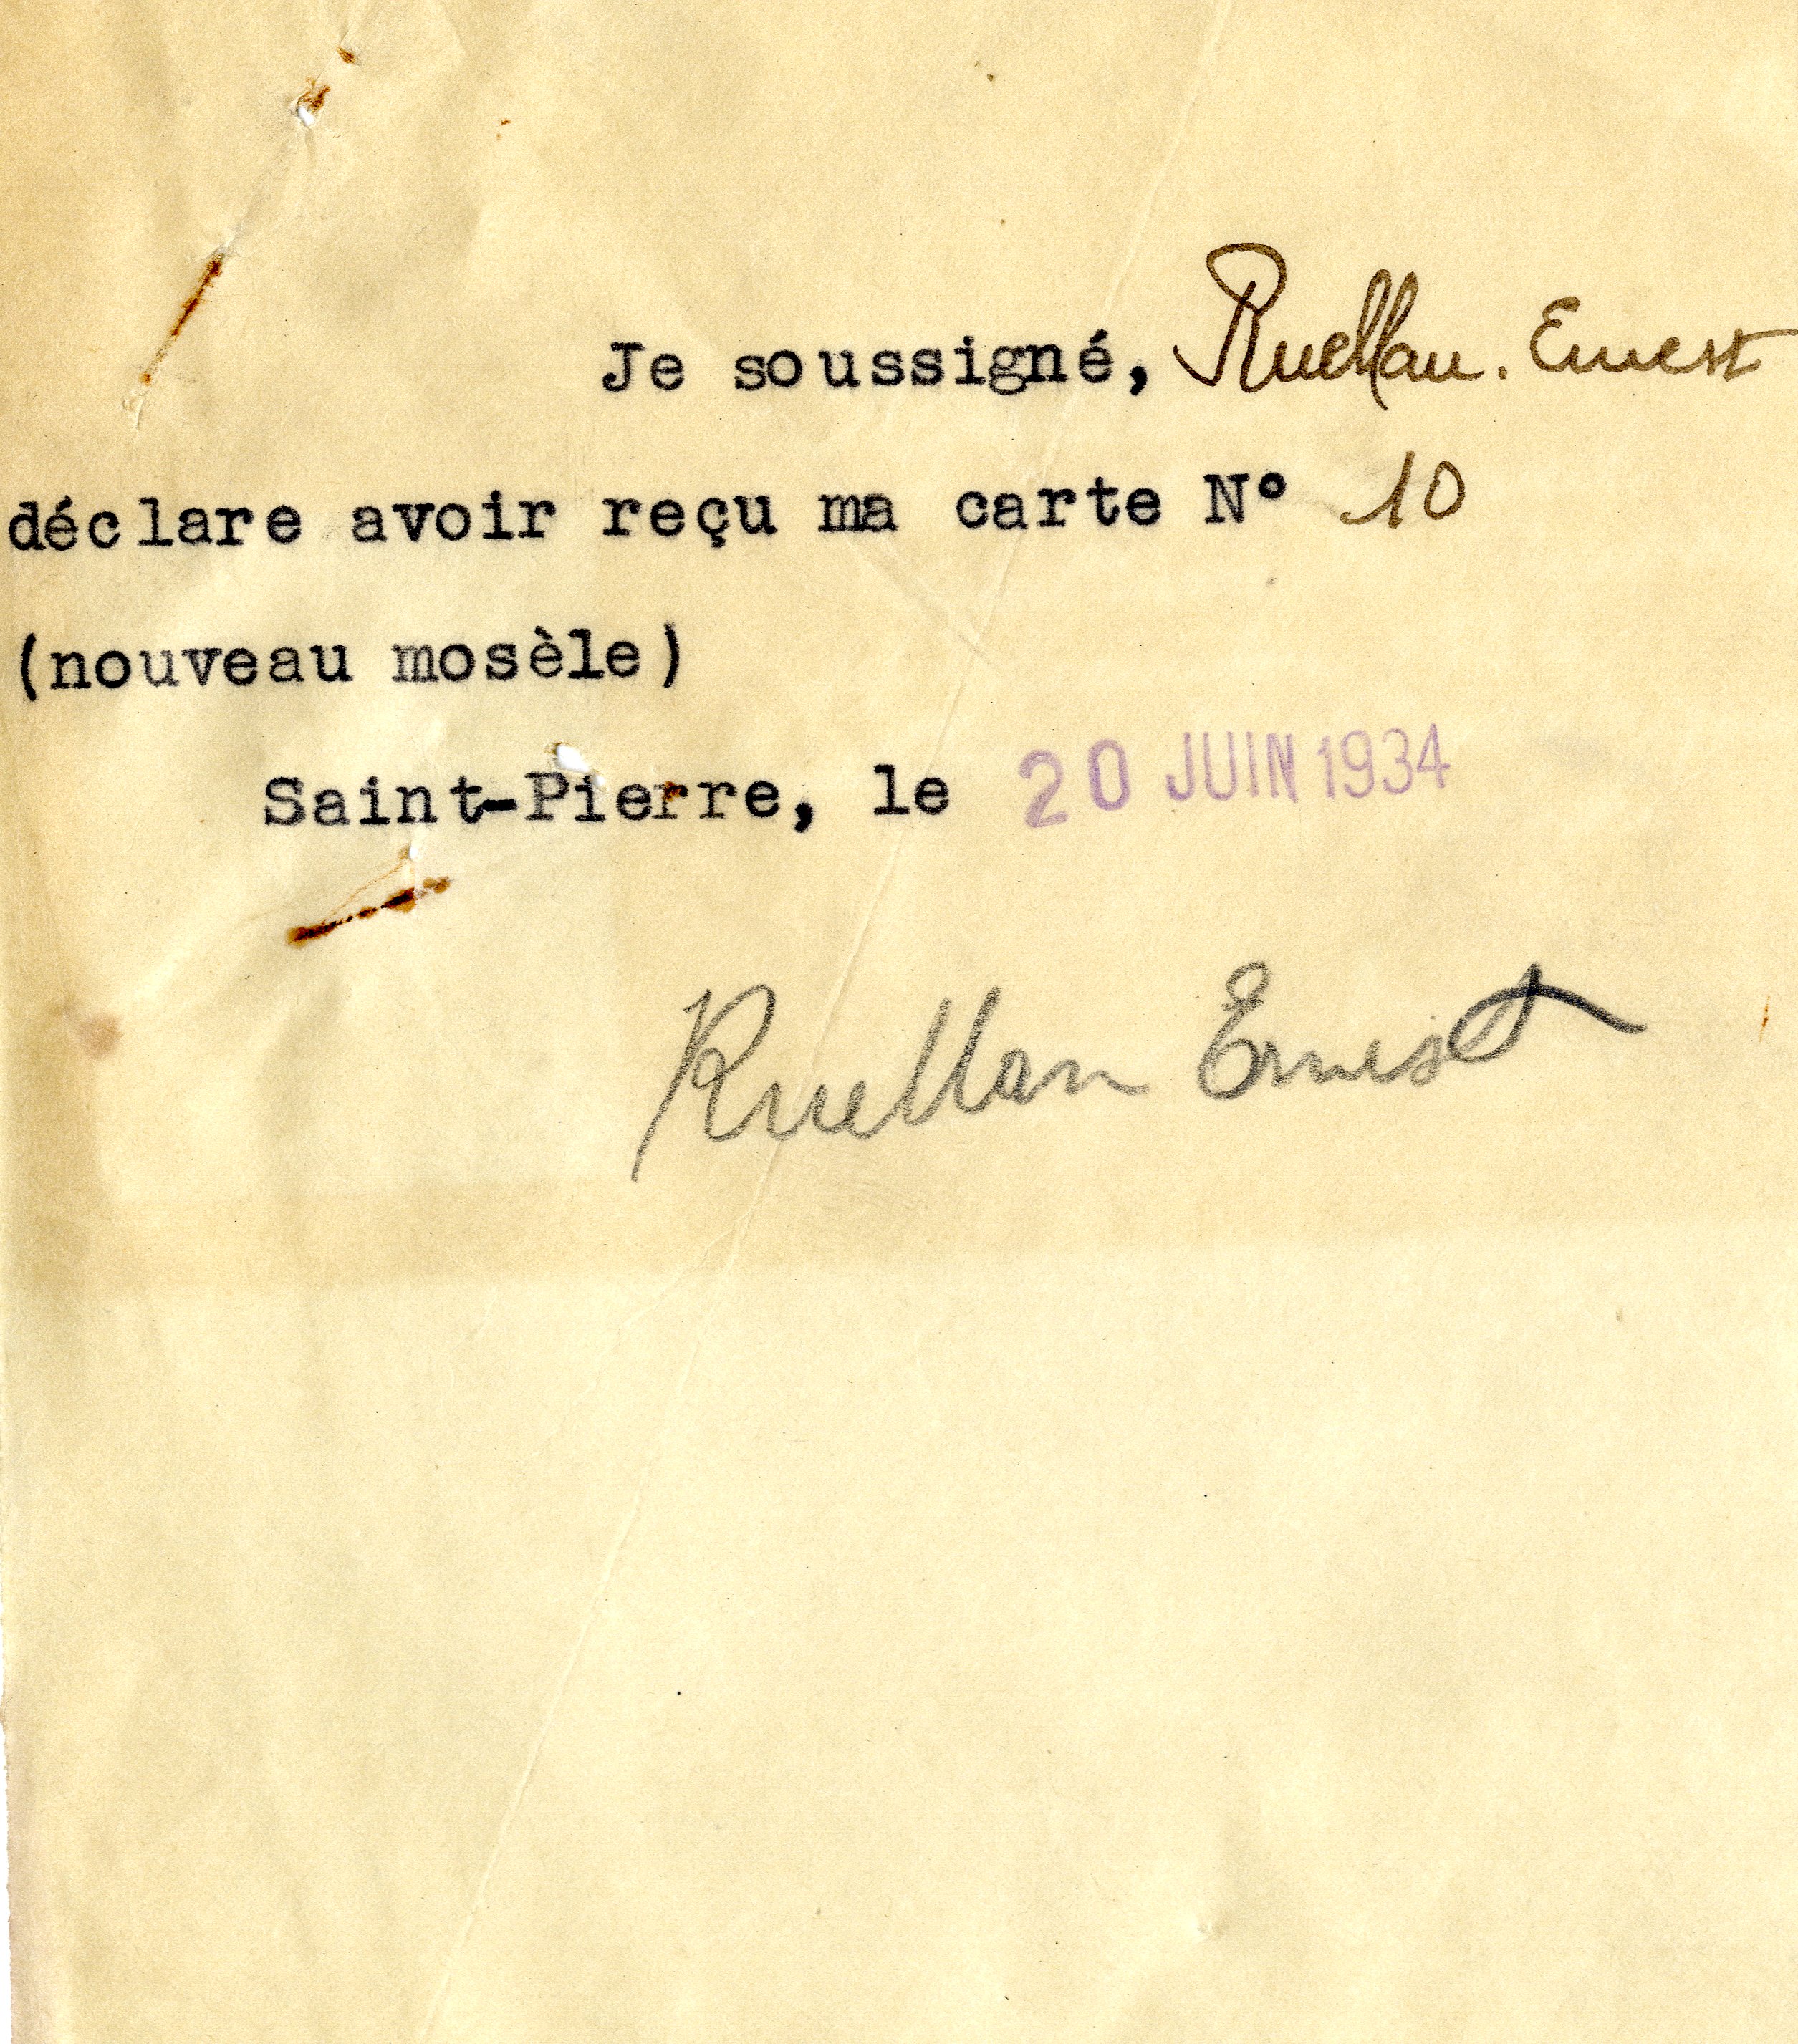 Je soussigné, Ruellan. Ernest
déclare avoir reçu ma carte N° 10
(nouveau mosèle)
Saint-Pierre, le 20 JUIN 1934
Ruellan Ernest